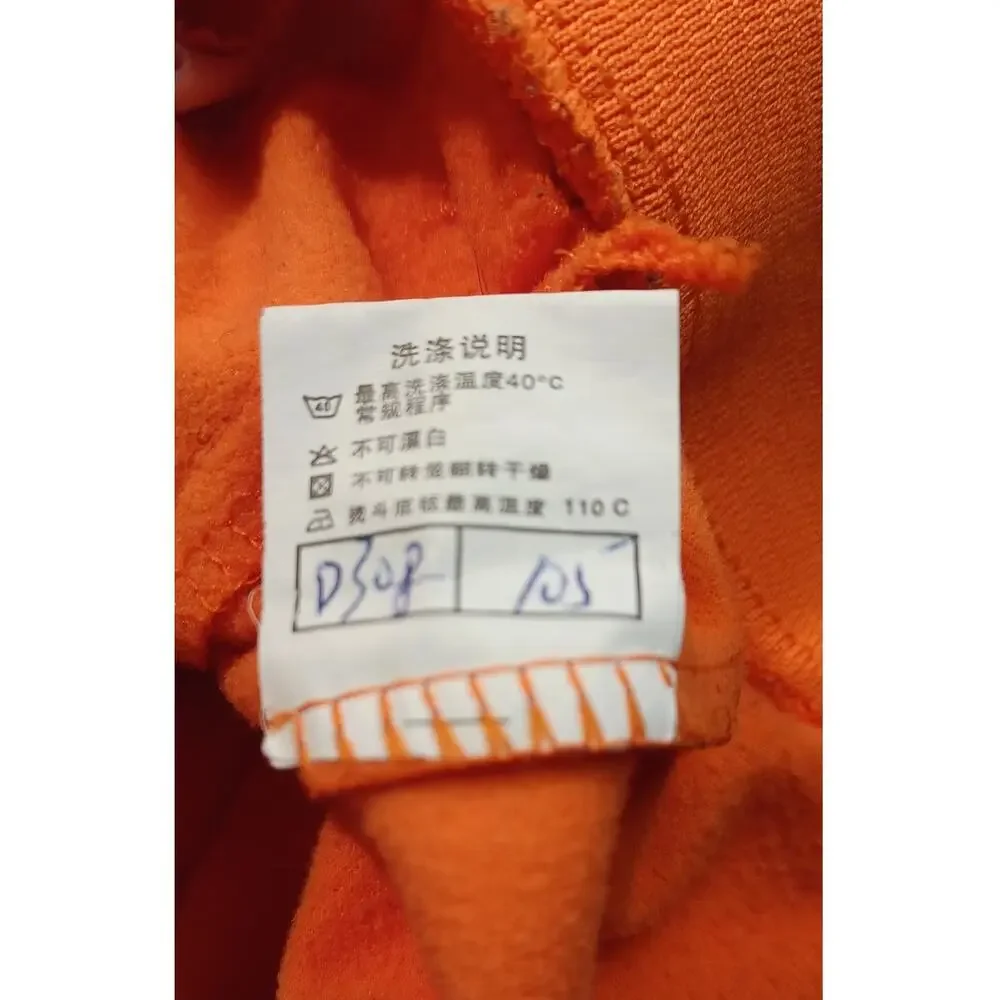 洗涤说明
40 最高洗涤温度40°C
常规程序
不可漂白
不可转笼翻转干燥
熨斗底板最高温度 110 C
D308 105